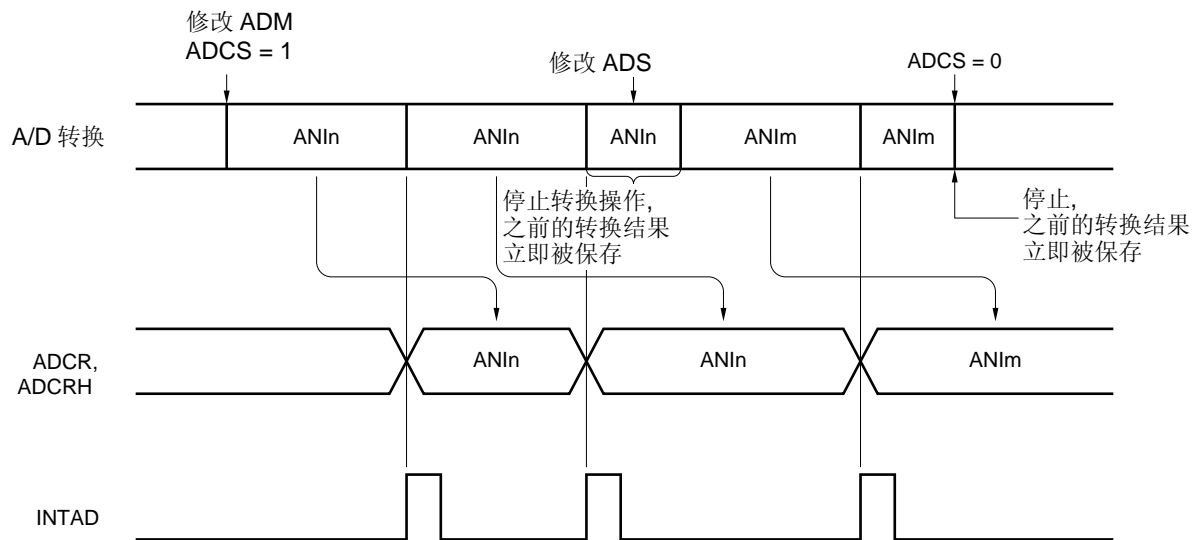 修改 ADM
ADCS = 1
修改 ADS
ADCS = 0
A/D 转换
ANIn
ANIn
ANIn
ANIm
ANIm
停止转换操作,
之前的转换结果
立即被保存
停止,
之前的转换结果
立即被保存
ADCR,
ADCRH
ANIn
ANIn
ANIm
INTAD